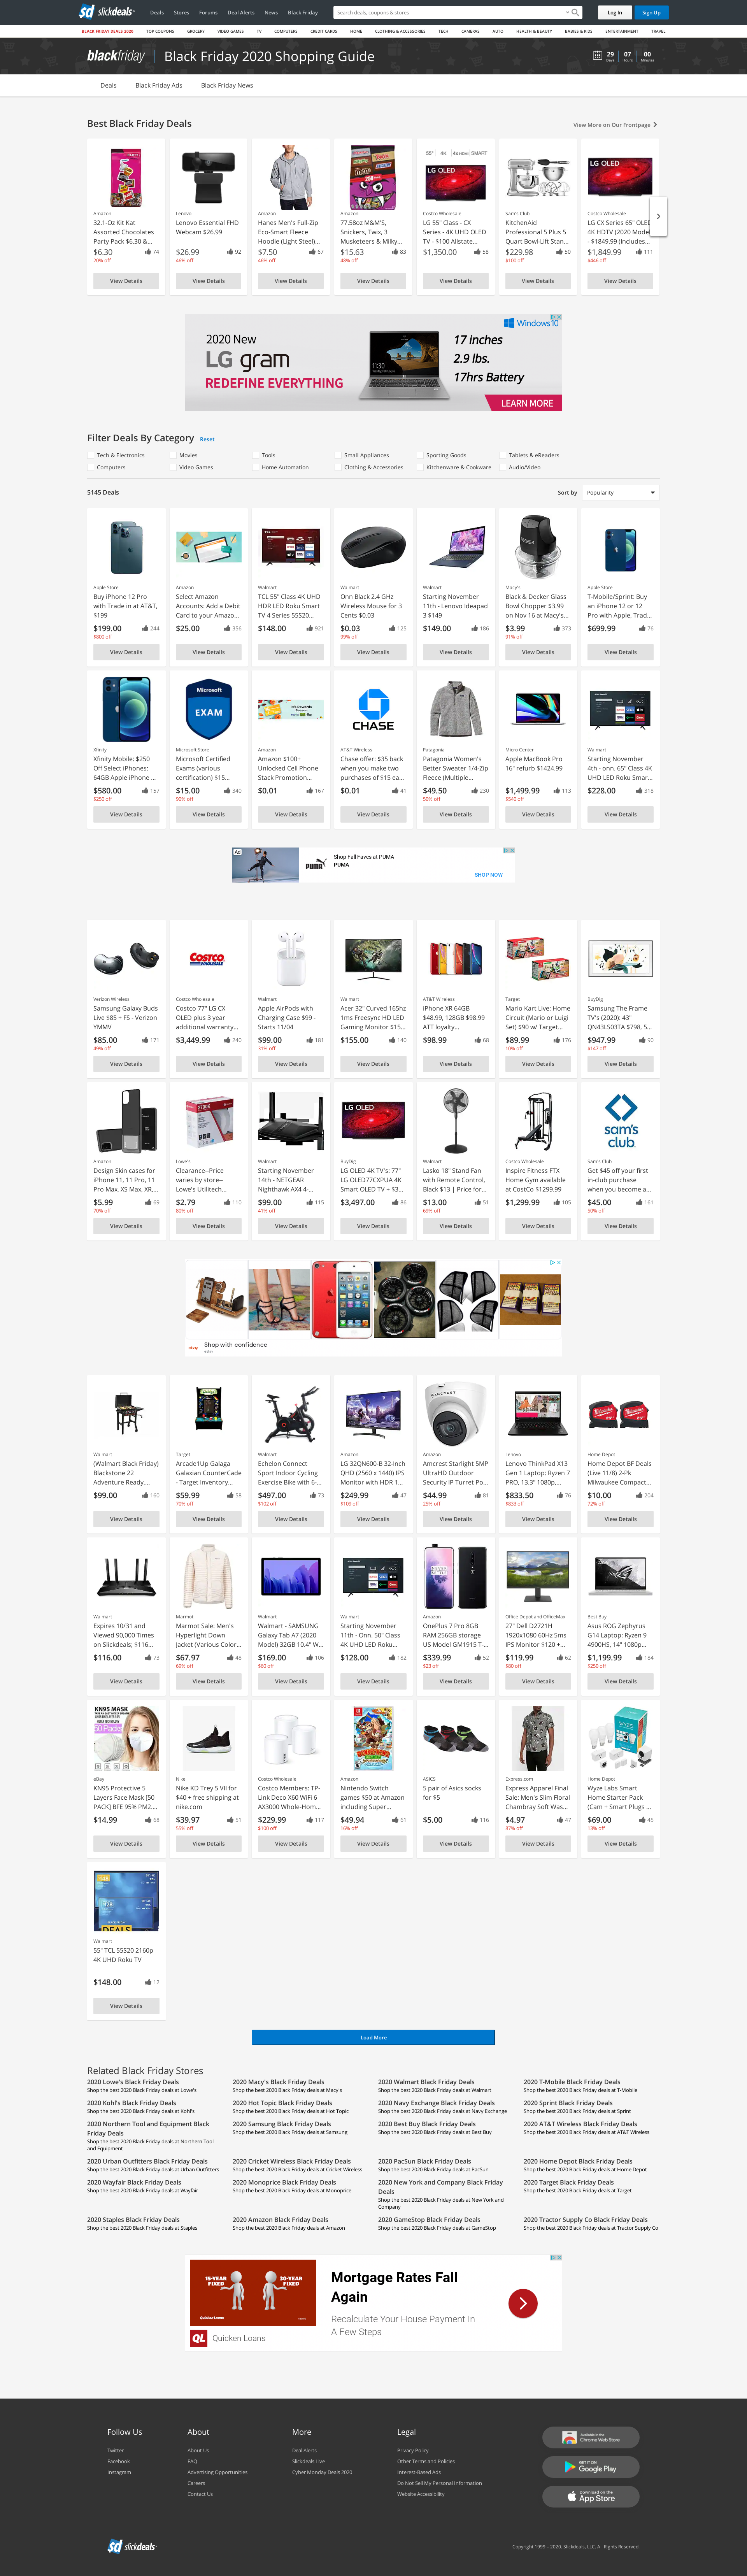 slickdeals
Deals
Stores
Forums
Deal Alerts
News
Black Friday
Search deals, coupons & stores
Log In
Sign Up
BLACK FRIDAY DEALS 2020
TOP COUPONS
GROCERY
VIDEO GAMES
TV
COMPUTERS
CREDIT CARDS
HOME
CLOTHING & ACCESSORIES
TECH
CAMERAS
AUTO
HEALTH & BEAUTY
BABIES & KIDS
ENTERTAINMENT
TRAVEL
blackfriday
Black Friday 2020 Shopping Guide
29 07 00
Days Hours Minutes
Deals
Black Friday Ads
Black Friday News
Best Black Friday Deals
View More on Our Frontpage
Amazon
32.1-Oz Kit Kat
Assorted Chocolates
Party Pack $6.30 &...
$6.30
74
20% off
View Details
Lenovo
Lenovo Essential FHD
Webcam $26.99
$26.99
92
46% off
View Details
Amazon
Hanes Men's Full-Zip
Eco-Smart Fleece
Hoodie (Light Steel)...
$7.50
67
46% off
View Details
Amazon
77.58oz M&M'S,
Snickers, Twix, 3
Musketeers & Milky...
$15.63
83
48% off
View Details
55" 4K 4x HDMI SMART
LG OLED
Costco Wholesale
LG 55" Class - CX
Series - 4K UHD OLED
TV - $100 Allstate...
$1,350.00
58
View Details
Sam's Club
KitchenAid
Professional 5 Plus 5
Quart Bowl-Lift Stan...
$229.98
50
$100 off
View Details
LG OLED
Costco Wholesale
LG CX Series 65" OLED
4K HDTV (2020 Model)
- $1849.99 (Includes...
$1,849.99
111
$446 off
View Details
2020 New
LG gram
REDEFINE EVERYTHING
Windows 10
17 inches
2.9 lbs.
17hrs Battery
LEARN MORE
Filter Deals By Category
Reset
Tech & Electronics
Movies
Tools
Small Appliances
Sporting Goods
Tablets & eReaders
Computers
Video Games
Home Automation
Clothing & Accessories
Kitchenware & Cookware
Audio/Video
5145 Deals
Sort by
Popularity
Apple Store
Buy iPhone 12 Pro
with Trade in at AT&T,
$199
$199.00
244
$800 off
View Details
Amazon
Select Amazon
Accounts: Add a Debit
Card to your Amazo...
$25.00
356
View Details
Walmart
TCL 55" Class 4K UHD
HDR LED Roku Smart
TV 4 Series 55S20...
$148.00
921
View Details
Walmart
Onn Black 2.4 GHz
Wireless Mouse for 3
Cents $0.03
$0.03
125
99% off
View Details
Walmart
Starting November
11th - Lenovo Ideapad
3 $149
$149.00
186
View Details
Macy's
Black & Decker Glass
Bowl Chopper $3.99
on Nov 16 at Macy's...
$3.99
373
91% off
View Details
Apple Store
T-Mobile/Sprint: Buy
an iPhone 12 or 12
Pro with Apple, Trad...
$699.99
76
View Details
Xfinity
Xfinity Mobile: $250
Off Select iPhones:
64GB Apple iPhone ...
$580.00
157
$250 off
View Details
Microsoft
EXAM
Microsoft Store
Microsoft Certified
Exams (various
certification) $15...
$15.00
340
90% off
View Details
Amazon
Amazon $100+
Unlocked Cell Phone
Stack Promotion...
$0.01
167
View Details
CHASE
AT&T Wireless
Chase offer: $35 back
when you make two
purchases of $15 ea...
$0.01
41
View Details
Patagonia
Patagonia Women's
Better Sweater 1/4-Zip
Fleece (Multiple...
$49.50
230
50% off
View Details
Micro Center
Apple MacBook Pro
16" refurb $1424.99
$1,499.99
113
$540 off
View Details
Walmart
Starting November
4th - onn. 65" Class 4K
UHD LED Roku Smar...
$228.00
318
View Details
Ad
PUMA
Shop Fall Faves at PUMA
PUMA
SHOP NOW
Verizon Wireless
Samsung Galaxy Buds
Live $85 + FS - Verizon
YMMV
$85.00
171
49% off
View Details
Costco WHOLESALE
Costco Wholesale
Costco 77" LG CX
OLED plus 3 year
additional warranty...
$3,449.99
240
View Details
Walmart
Apple AirPods with
Charging Case $99 -
Starts 11/04
$99.00
181
31% off
View Details
Walmart
Acer 32" Curved 165hz
1ms Freesync HD LED
Gaming Monitor $15...
$155.00
140
View Details
AT&T Wireless
iPhone XR 64GB
$48.99, 128GB $98.99
ATT loyalty...
$98.99
68
View Details
Target
Mario Kart Live: Home
Circuit (Mario or Luigi
Set) $90 w/ Target...
$89.99
176
10% off
View Details
BuyDig
Samsung The Frame
TV's (2020): 43"
QN43LS03TA $798, 5...
$947.99
90
$147 off
View Details
Amazon
Design Skin cases for
iPhone 11, 11 Pro, 11
Pro Max, XS Max, XR,...
$5.99
69
70% off
View Details
Lowe's
Clearance--Price
varies by store--
Lowe's Utilitech...
$2.79
110
80% off
View Details
Walmart
Starting November
14th - NETGEAR
Nighthawk AX4 4-...
$99.00
115
41% off
View Details
LG OLED
BuyDig
LG OLED 4K TV's: 77"
LG OLED77CXPUA 4K
Smart OLED TV + $3...
$3,497.00
86
View Details
Walmart
Lasko 18" Stand Fan
with Remote Control,
Black $13 | Price for...
$13.00
51
69% off
View Details
Costco Wholesale
Inspire Fitness FTX
Home Gym available
at CostCo $1299.99
$1,299.99
105
View Details
sam's club
Sam's Club
Get $45 off your first
in-club purchase
when you become a...
$45.00
161
50% off
View Details
ebay
Shop with confidence
eBay
Walmart
(Walmart Black Friday)
Blackstone 22
Adventure Ready,...
$99.00
160
View Details
Target
Arcade1Up Galaga
Galaxian CounterCade
- Target Inventory...
$59.99
58
70% off
View Details
Walmart
Echelon Connect
Sport Indoor Cycling
Exercise Bike with 6-...
$497.00
73
$102 off
View Details
Amazon
LG 32QN600-B 32-Inch
QHD (2560 x 1440) IPS
Monitor with HDR 1...
$249.99
47
$109 off
View Details
AMCREST
Amazon
Amcrest Starlight 5MP
UltraHD Outdoor
Security IP Turret Po...
$44.99
81
25% off
View Details
Lenovo
Lenovo ThinkPad X13
Gen 1 Laptop: Ryzen 7
PRO, 13.3" 1080p,...
$833.50
76
$833 off
View Details
Home Depot
Home Depot BF Deals
(Live 11/8) 2-Pk
Milwaukee Compact...
$10.00
204
72% off
View Details
Walmart
Expires 10/31 and
Viewed 90,000 Times
on Slickdeals; $116...
$116.00
73
View Details
Marmot
Marmot Sale: Men's
Hyperlight Down
Jacket (Various Color...
$67.97
48
69% off
View Details
Walmart
Walmart - SAMSUNG
Galaxy Tab A7 (2020
Model) 32GB 10.4" W...
$169.00
106
$60 off
View Details
Walmart
Starting November
11th - Onn. 50" Class
4K UHD LED Roku...
$128.00
182
View Details
Amazon
OnePlus 7 Pro 8GB
RAM 256GB storage
US Model GM1915 T-...
$339.99
52
$23 off
View Details
Office Depot and OfficeMax
27" Dell D2721H
1920x1080 60Hz 5ms
IPS Monitor $120 +...
$119.99
62
$80 off
View Details
Best Buy
Asus ROG Zephyrus
G14 Laptop: Ryzen 9
4900HS, 14" 1080p...
$1,199.99
184
$250 off
View Details
KN95 MASK
50 Pack
eBay
KN95 Protective 5
Layers Face Mask [50
PACK] BFE 95% PM2....
$14.99
68
View Details
Nike
Nike KD Trey 5 VII for
$40 + free shipping at
nike.com
$39.97
51
55% off
View Details
Costco Wholesale
Costco Members: TP-
Link Deco X60 WiFi 6
AX3000 Whole-Hom...
$229.99
117
$100 off
View Details
Amazon
Nintendo Switch
games $50 at Amazon
including Super...
$49.94
61
16% off
View Details
ASICS
5 pair of Asics socks
for $5
$5.00
116
View Details
Express.com
Express Apparel Final
Sale: Men's Slim Floral
Chambray Soft Was...
$4.97
47
87% off
View Details
Home Depot
Wyze Labs Smart
Home Starter Pack
(Cam + Smart Plugs ...
$69.00
45
13% off
View Details
DEALS
Walmart
55" TCL 55S20 2160p
4K UHD Roku TV
$148.00
12
View Details
Load More
Related Black Friday Stores
2020 Lowe's Black Friday Deals
Shop the best 2020 Black Friday deals at Lowe's
2020 Macy's Black Friday Deals
Shop the best 2020 Black Friday deals at Macy's
2020 Walmart Black Friday Deals
Shop the best 2020 Black Friday deals at Walmart
2020 T-Mobile Black Friday Deals
Shop the best 2020 Black Friday deals at T-Mobile
2020 Kohl's Black Friday Deals
Shop the best 2020 Black Friday deals at Kohl's
2020 Hot Topic Black Friday Deals
Shop the best 2020 Black Friday deals at Hot Topic
2020 Navy Exchange Black Friday Deals
Shop the best 2020 Black Friday deals at Navy Exchange
2020 Sprint Black Friday Deals
Shop the best 2020 Black Friday deals at Sprint
2020 Northern Tool and Equipment Black
Friday Deals
Shop the best 2020 Black Friday deals at Northern Tool
and Equipment
2020 Samsung Black Friday Deals
Shop the best 2020 Black Friday deals at Samsung
2020 Best Buy Black Friday Deals
Shop the best 2020 Black Friday deals at Best Buy
2020 AT&T Wireless Black Friday Deals
Shop the best 2020 Black Friday deals at AT&T Wireless
2020 Urban Outfitters Black Friday Deals
Shop the best 2020 Black Friday deals at Urban Outfitters
2020 Cricket Wireless Black Friday Deals
Shop the best 2020 Black Friday deals at Cricket Wireless
2020 PacSun Black Friday Deals
Shop the best 2020 Black Friday deals at PacSun
2020 Home Depot Black Friday Deals
Shop the best 2020 Black Friday deals at Home Depot
2020 Wayfair Black Friday Deals
Shop the best 2020 Black Friday deals at Wayfair
2020 Monoprice Black Friday Deals
Shop the best 2020 Black Friday deals at Monoprice
2020 New York and Company Black Friday
Deals
Shop the best 2020 Black Friday deals at New York and
Company
2020 Target Black Friday Deals
Shop the best 2020 Black Friday deals at Target
2020 Staples Black Friday Deals
Shop the best 2020 Black Friday deals at Staples
2020 Amazon Black Friday Deals
Shop the best 2020 Black Friday deals at Amazon
2020 GameStop Black Friday Deals
Shop the best 2020 Black Friday deals at GameStop
2020 Tractor Supply Co Black Friday Deals
Shop the best 2020 Black Friday deals at Tractor Supply Co
15-YEAR FIXED
30-YEAR FIXED
Quicken Loans
QL Quicken Loans
Mortgage Rates Fall
Again
Recalculate Your House Payment In
A Few Steps
Follow Us
Twitter
Facebook
Instagram
About
About Us
FAQ
Advertising Opportunities
Careers
Contact Us
More
Deal Alerts
Slickdeals Live
Cyber Monday Deals 2020
Legal
Privacy Policy
Other Terms and Policies
Interest-Based Ads
Do Not Sell My Personal Information
Website Accessibility
Available in the
Chrome Web Store
GET IT ON
Google Play
Download on the
App Store
slickdeals
Copyright 1999 – 2020. Slickdeals, LLC. All Rights Reserved.